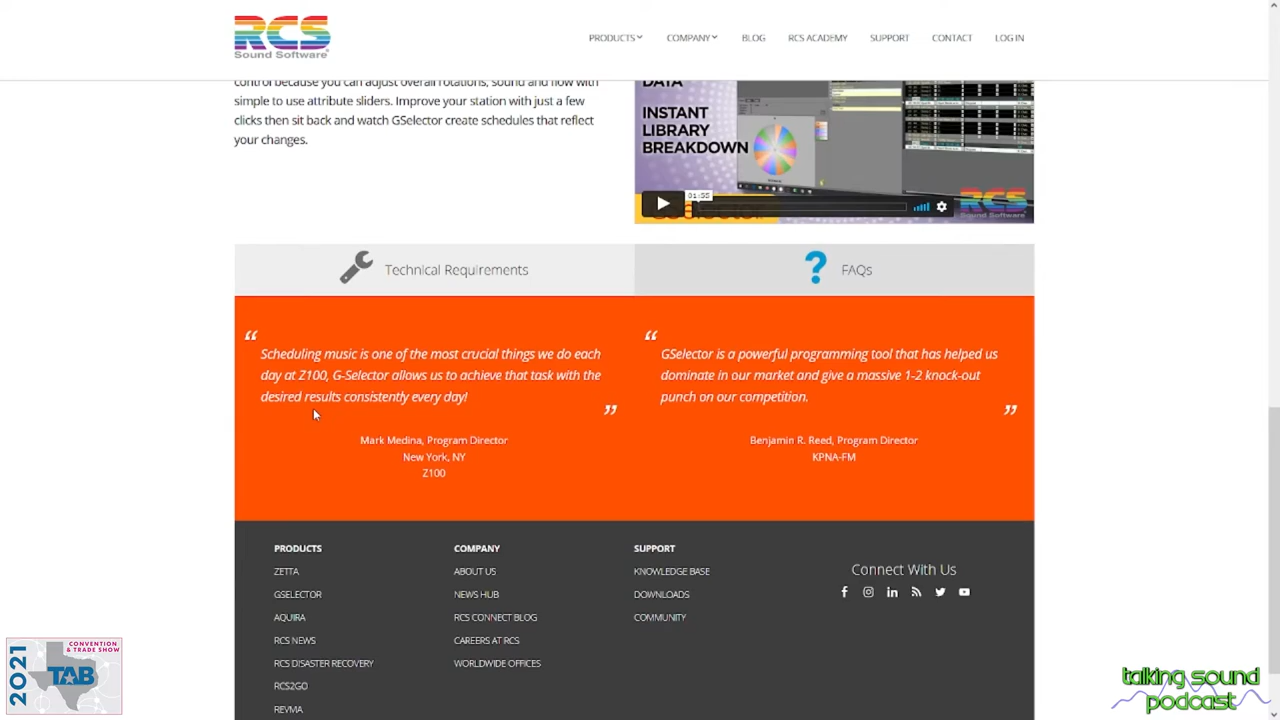 RCS
Sound Software
PRODUCTS
COMPANY
BLOG
RCS ACADEMY
SUPPORT
CONTACT
LOG IN
control because you can adjust overall rotations, sound and flow with
simple to use attribute sliders. Improve your station with just a few
clicks then sit back and watch GSelector create schedules that reflect
your changes.
DATA
INSTANT
LIBRARY
BREAKDOWN
01:55
RCS
Sound Software
Technical Requirements
FAQs
“ Scheduling music is one of the most crucial things we do each
day at Z100, G-Selector allows us to achieve that task with the
desired results consistently every day! ”
Mark Medina, Program Director
New York, NY
Z100
“ GSelector is a powerful programming tool that has helped us
dominate in our market and give a massive 1-2 knock-out
punch on our competition. ”
Benjamin R. Reed, Program Director
KPNA-FM
PRODUCTS
ZETTA
GSELECTOR
AQUIRA
RCS NEWS
RCS DISASTER RECOVERY
RCS2GO
REVMA
COMPANY
ABOUT US
NEWS HUB
RCS CONNECT BLOG
CAREERS AT RCS
WORLDWIDE OFFICES
SUPPORT
KNOWLEDGE BASE
DOWNLOADS
COMMUNITY
Connect With Us
2021
CONVENTION
& TRADE SHOW
TAB
talking sound
podcast